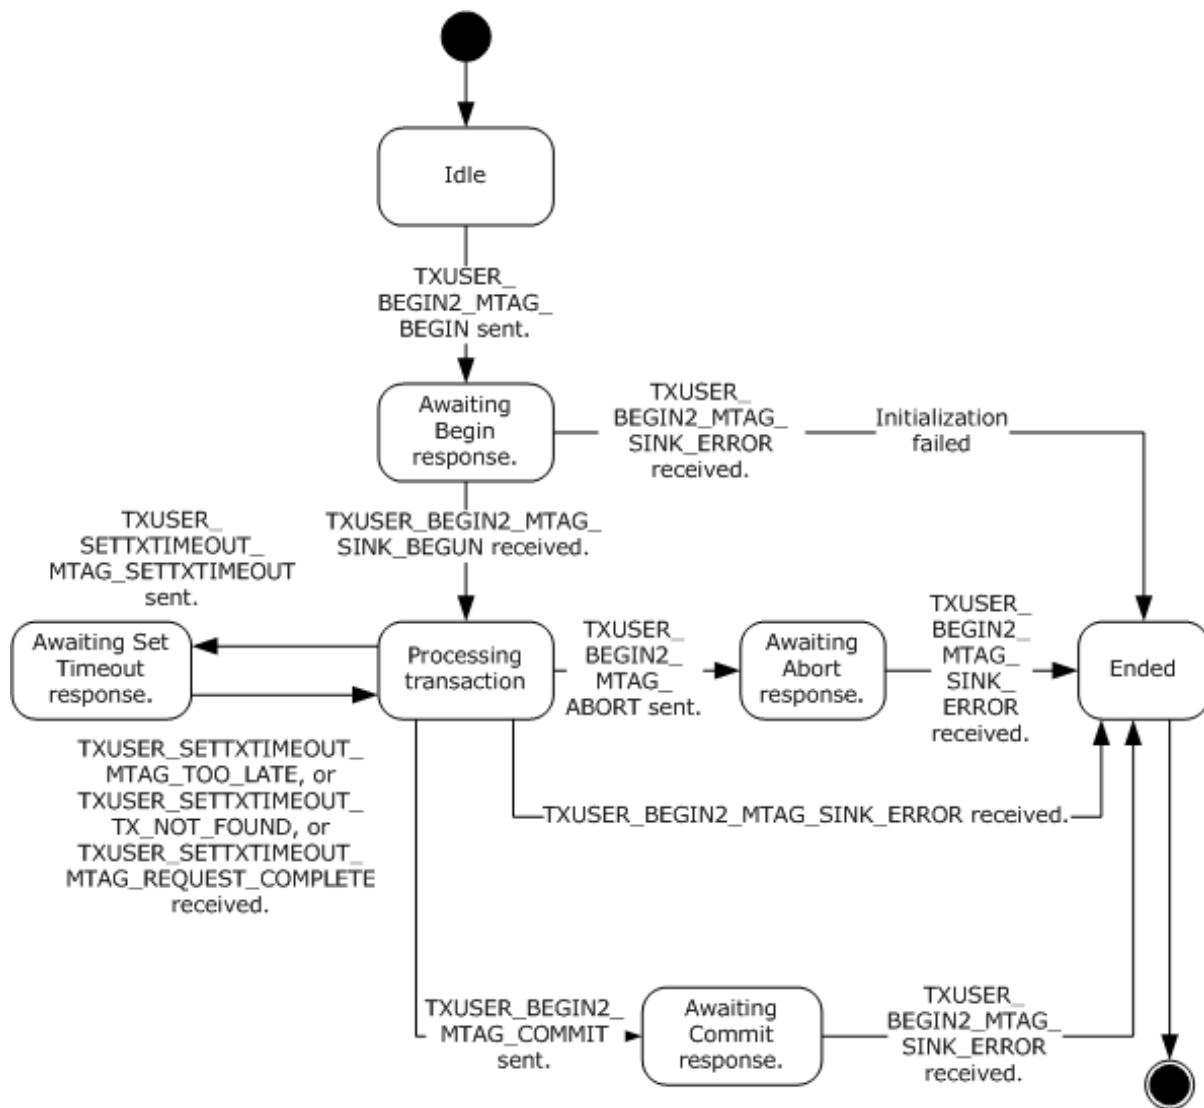 Idle
TXUSER_
BEGIN2_MTAG_
BEGIN sent.
Awaiting
Begin
response.
TXUSER_
BEGIN2_MTAG_
SINK_ERROR
received.
Initialization
failed
TXUSER_BEGIN2_MTAG_
SINK_BEGUN received.
TXUSER_
SETTXTIMEOUT_
MTAG_SETTXTIMEOUT
sent.
Awaiting Set
Timeout
response.
Processing
transaction
TXUSER_
BEGIN2_
MTAG_
ABORT sent.
Awaiting
Abort
response.
TXUSER_
BEGIN2_
MTAG_
SINK_
ERROR
received.
Ended
TXUSER_SETTXTIMEOUT_
MTAG_TOO_LATE, or
TXUSER_SETTXTIMEOUT_
TX_NOT_FOUND, or
TXUSER_SETTXTIMEOUT_
MTAG_REQUEST_COMPLETE
received.
TXUSER_BEGIN2_MTAG_SINK_ERROR received.
TXUSER_BEGIN2_
MTAG_COMMIT
sent.
Awaiting
Commit
response.
TXUSER_
BEGIN2_MTAG_
SINK_ERROR
received.